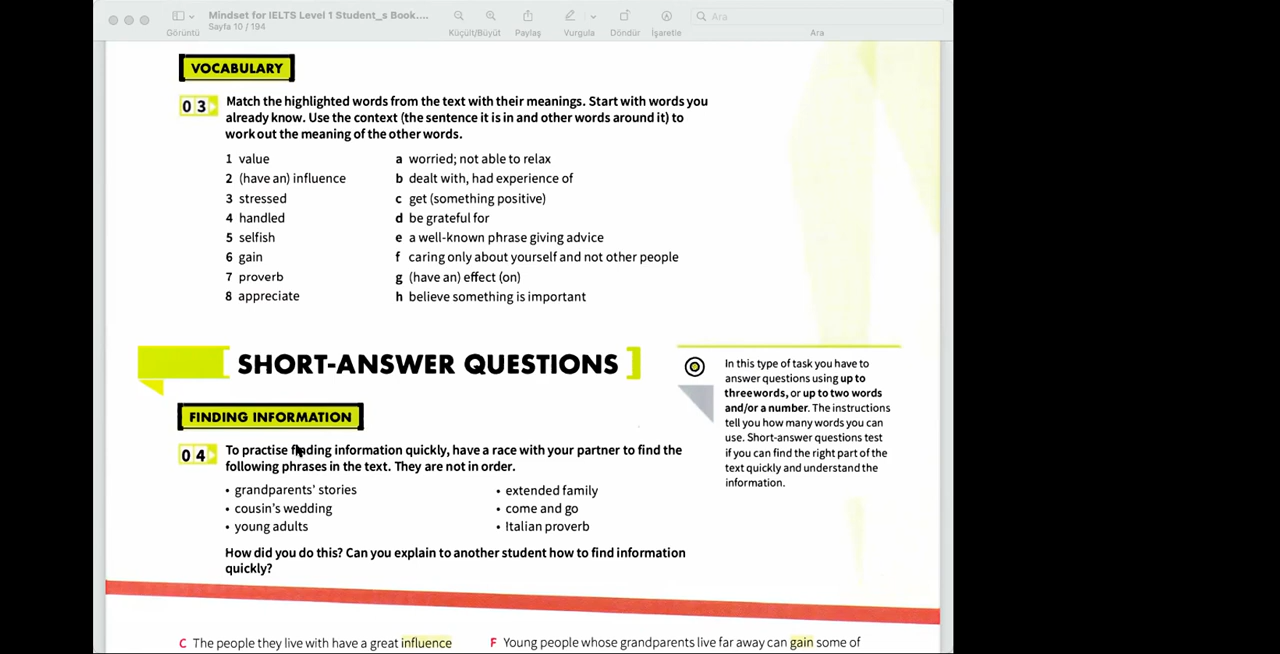 Mindset for IELTS Level 1 Student_s Book....
Sayfa 10 / 194
Görüntü
Küçült/Büyüt
Paylaş
Vurgula
Döndür
İşaretle
Ara
Ara
VOCABULARY
03
Match the highlighted words from the text with their meanings. Start with words you
already know. Use the context (the sentence it is in and other words around it) to
work out the meaning of the other words.
1 value
a worried; not able to relax
2 (have an) influence
b dealt with, had experience of
3 stressed
c get (something positive)
4 handled
d be grateful for
5 selfish
e a well-known phrase giving advice
6 gain
f caring only about yourself and not other people
7 proverb
g (have an) effect (on)
8 appreciate
h believe something is important
SHORT-ANSWER QUESTIONS
In this type of task you have to
answer questions using up to
three words, or up to two words
and/or a number. The instructions
tell you how many words you can
use. Short-answer questions test
if you can find the right part of the
text quickly and understand the
information.
FINDING INFORMATION
04
To practise finding information quickly, have a race with your partner to find the
following phrases in the text. They are not in order.
• grandparents' stories
• cousin's wedding
• young adults
• extended family
• come and go
• Italian proverb
How did you do this? Can you explain to another student how to find information
quickly?
C The people they live with have a great influence
F Young people whose grandparents live far away can gain some of